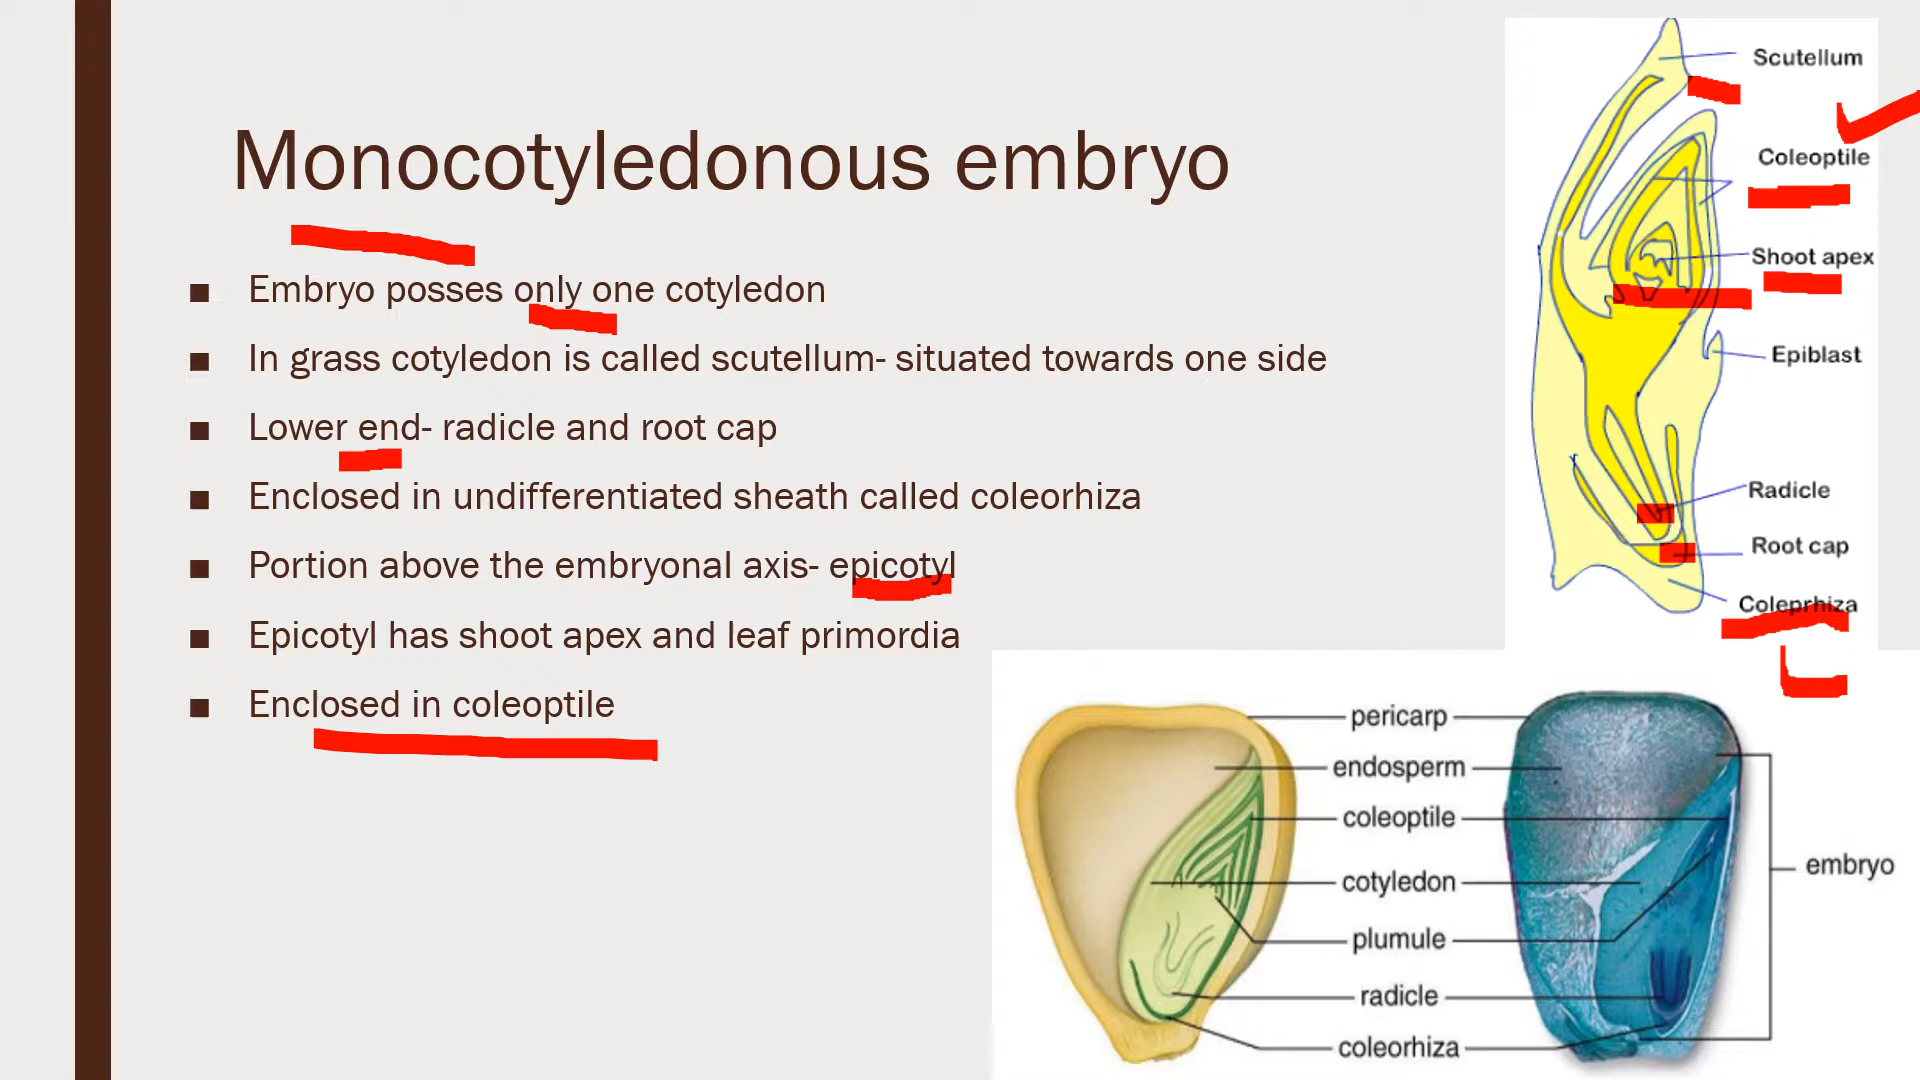 Monocotyledonous embryo
■ Embryo posses only one cotyledon
■ In grass cotyledon is called scutellum- situated towards one side
■ Lower end- radicle and root cap
■ Enclosed in undifferentiated sheath called coleorhiza
■ Portion above the embryonal axis- epicotyl
■ Epicotyl has shoot apex and leaf primordia
■ Enclosed in coleoptile
Scutellum
Coleoptile
Shoot apex
Epiblast
Radicle
Root cap
Coleprhiza
pericarp
endosperm
coleoptile
cotyledon
plumule
radicle
coleorhiza
embryo